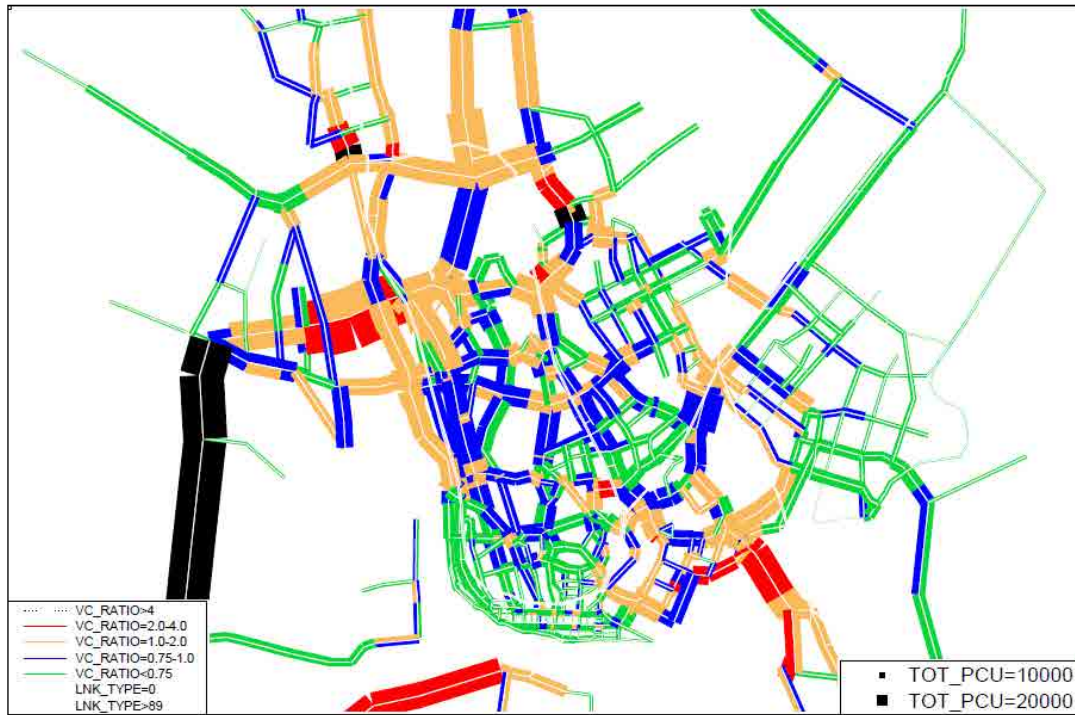 VC_RATIO>4
VC_RATIO=2.0-4.0
VC_RATIO=1.0-2.0
VC_RATIO=0.75-1.0
VC_RATIO<0.75
LNK_TYPE=0
LNK_TYPE>89
TOT_PCU=10000
TOT_PCU=20000